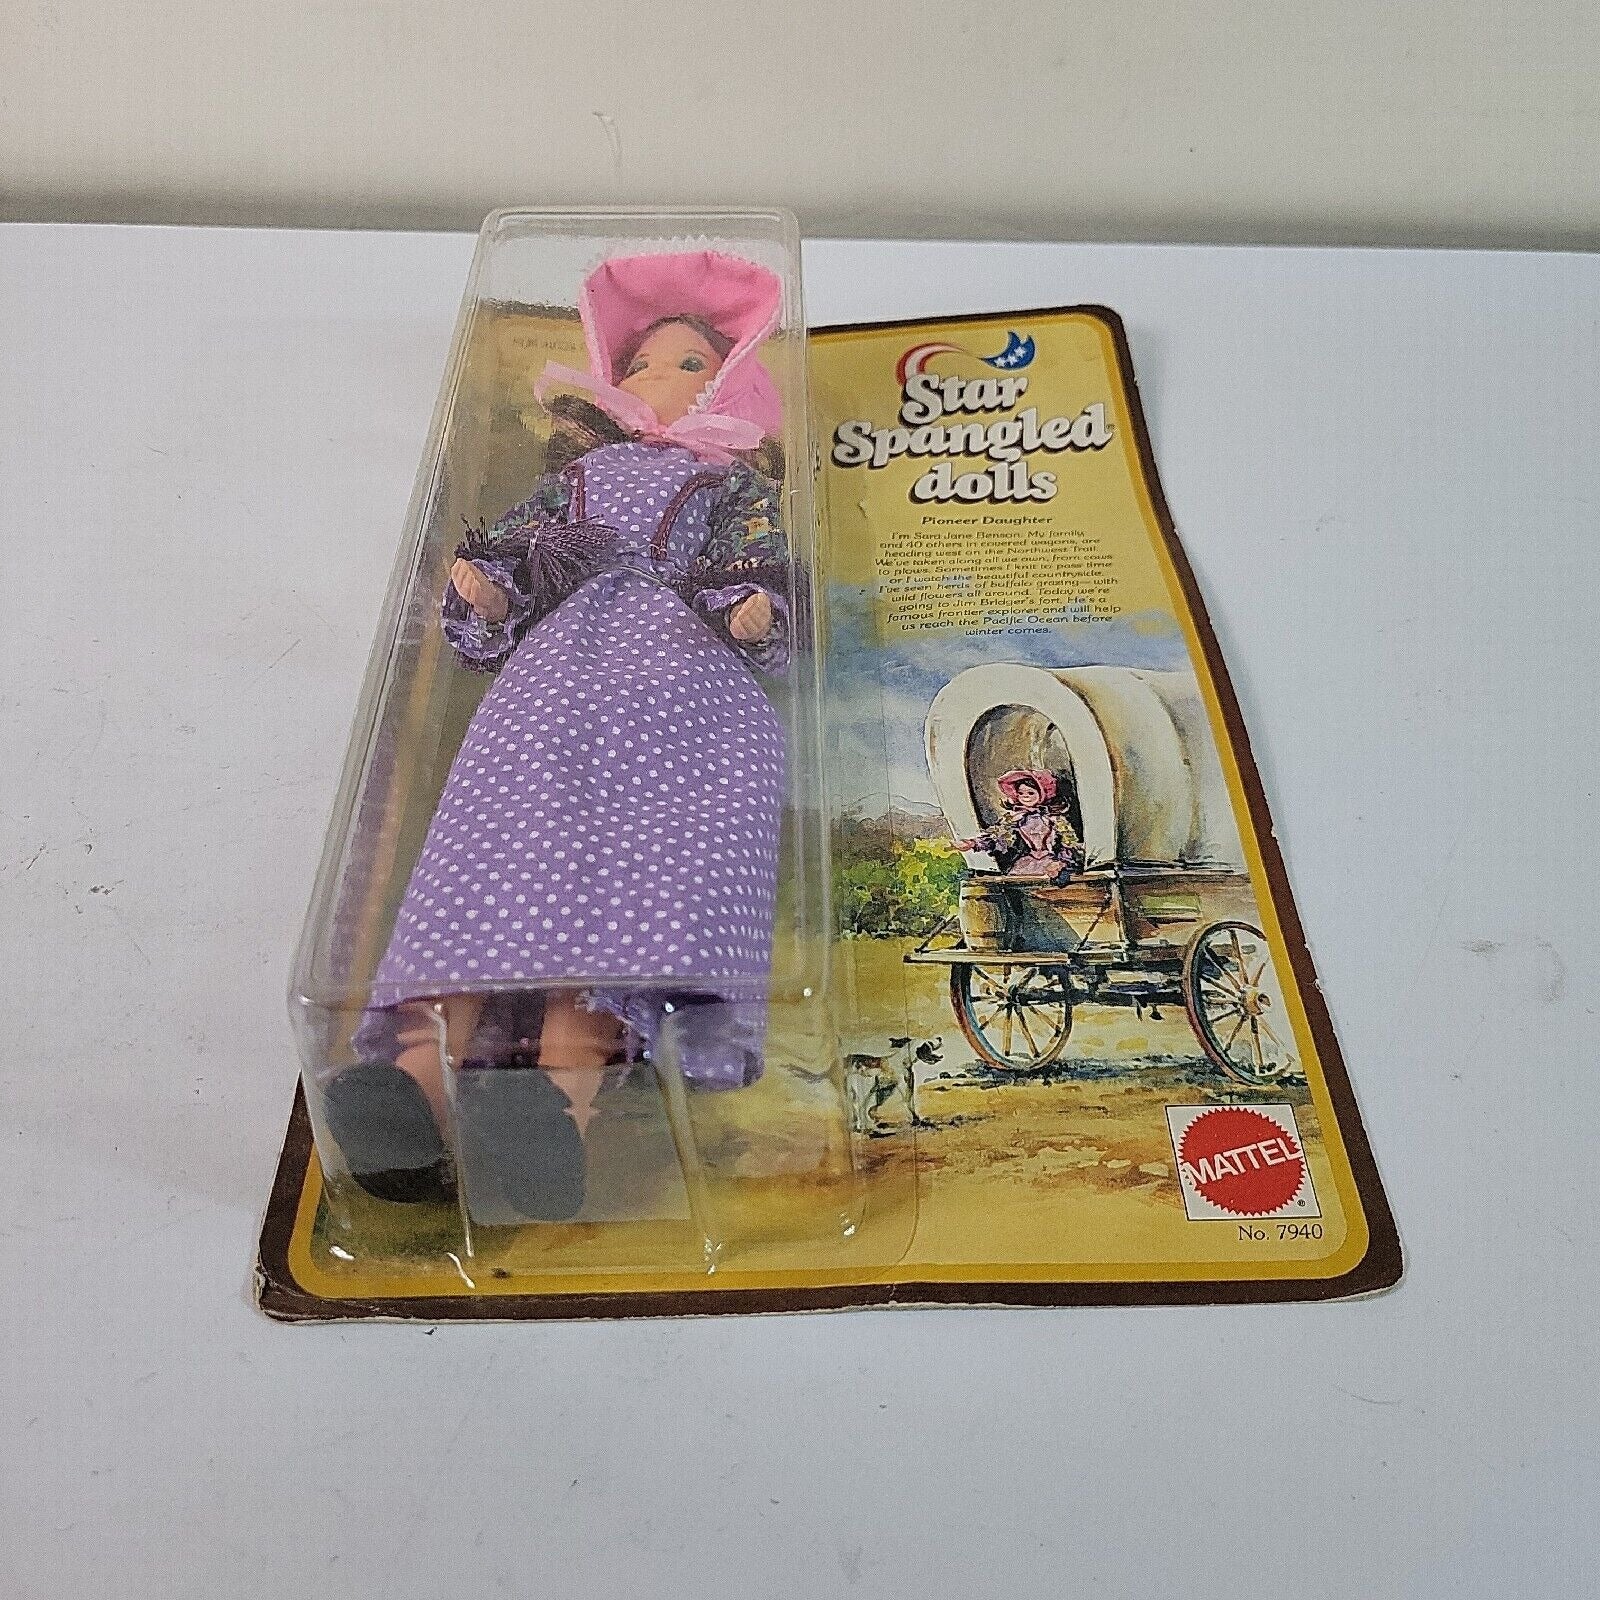 Star
Spangled
dolls
Pioneer Daughter
I'm Sara Jane Benson. My family
and 40 others in covered wagons, are
heading west on the Northwest Trail.
We've taken along all we own, from cows
to plows. Sometimes I knit to pass time
or I watch the beautiful countryside.
I've seen herds of buffalo grazing—with
wild flowers all around. Today we're
going to Jim Bridger's fort. He's a
famous frontier explorer and will help
us reach the Pacific Ocean before
winter comes.
MATTEL
®
No. 7940